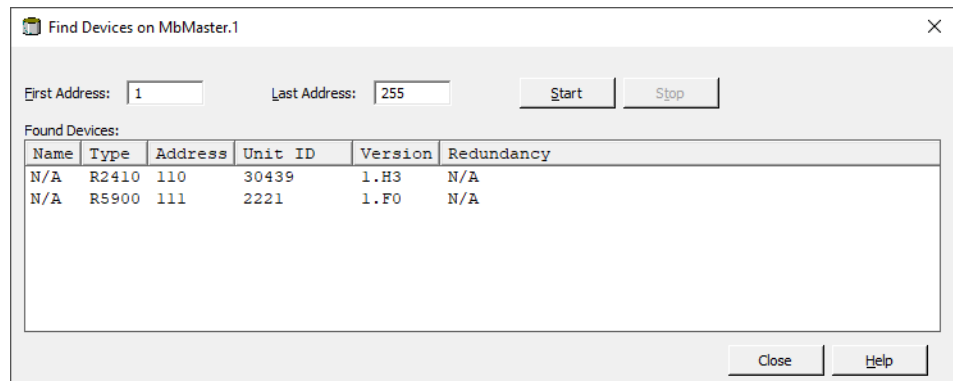 Find Devices on MbMaster.1
First Address: 1 Last Address: 255 Start Stop
Found Devices:
Name Type Address Unit ID Version Redundancy
N/A R2410 110 30439 1.H3 N/A
N/A R5900 111 2221 1.F0 N/A
Close Help